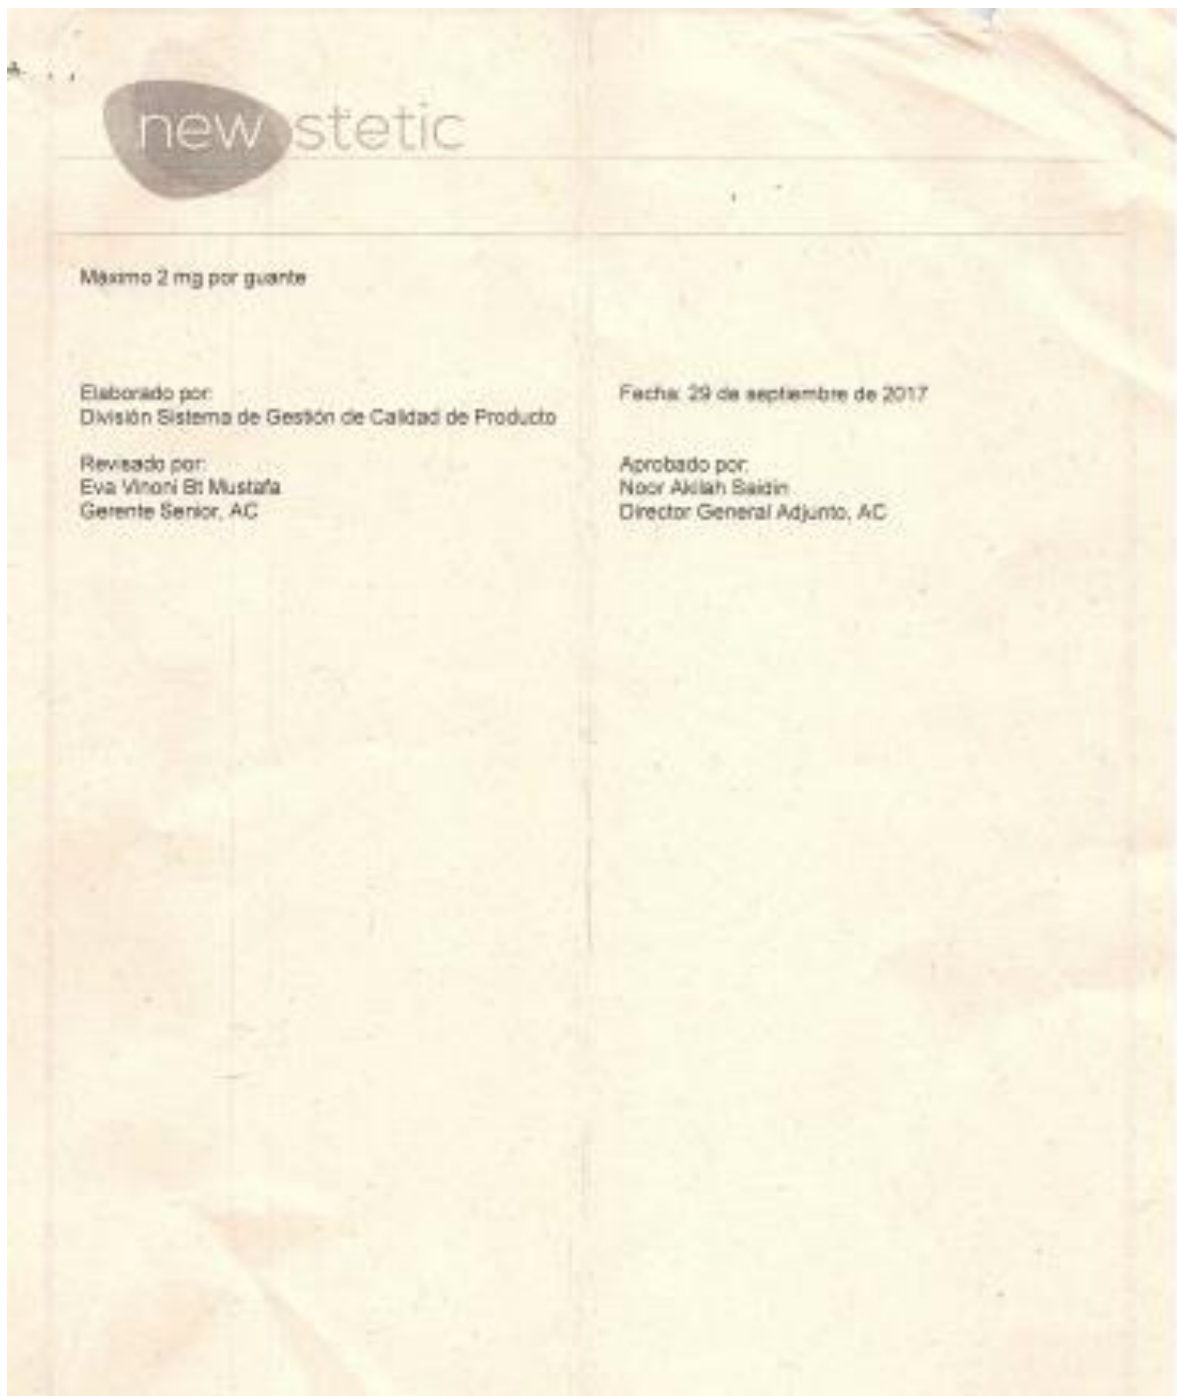 new stetic
Máximo 2 mg por guante
Elaborado por:
División Sistema de Gestión de Calidad de Producto
Fecha: 29 de septiembre de 2017
Revisado por:
Eva Vinoni Bt Mustafa
Gerente Senior, AC
Aprobado por:
Noor Akilah Saidin
Director General Adjunto, AC